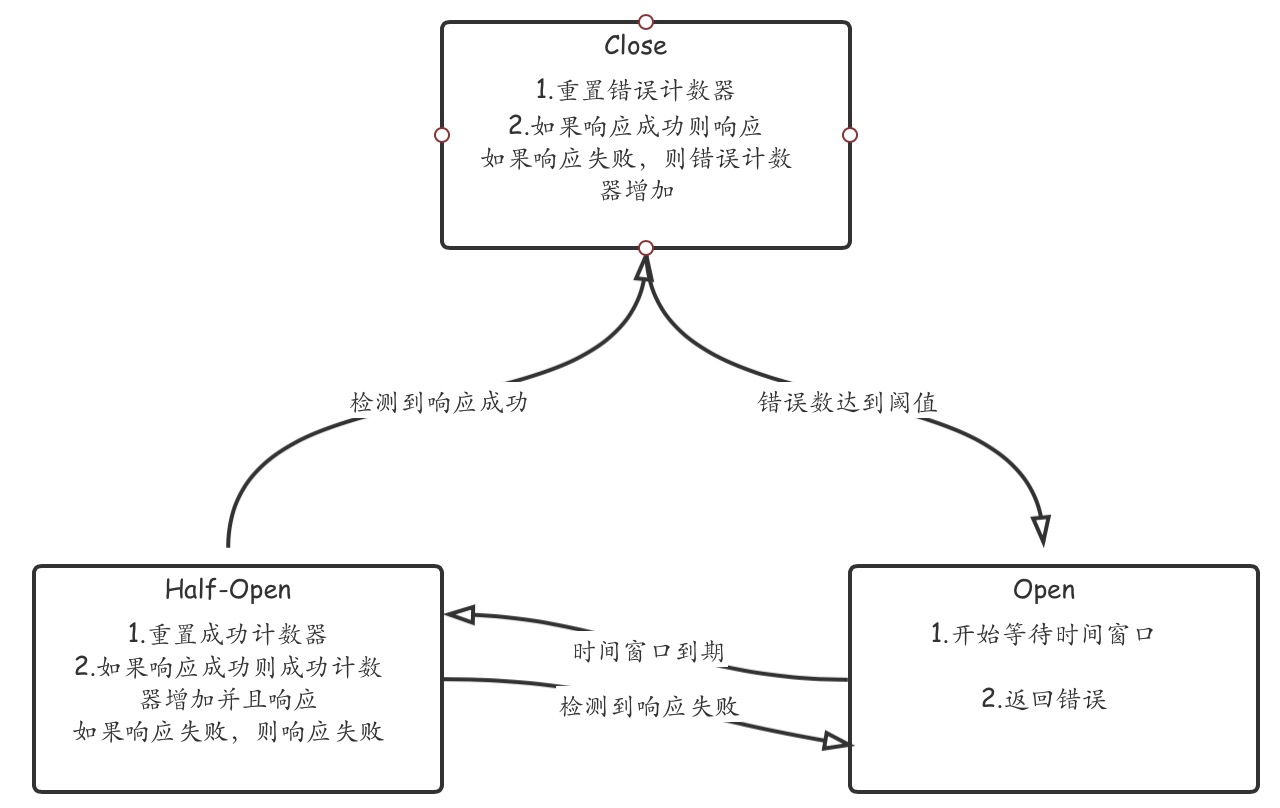 Close
1.重置错误计数器
2.如果响应成功则响应
如果响应失败，则错误计数
器增加
检测到响应成功
错误数达到阈值
Half-Open
1.重置成功计数器
2.如果响应成功则成功计数
器增加并且响应
如果响应失败，则响应失败
时间窗口到期
检测到响应失败
Open
1.开始等待时间窗口
2.返回错误